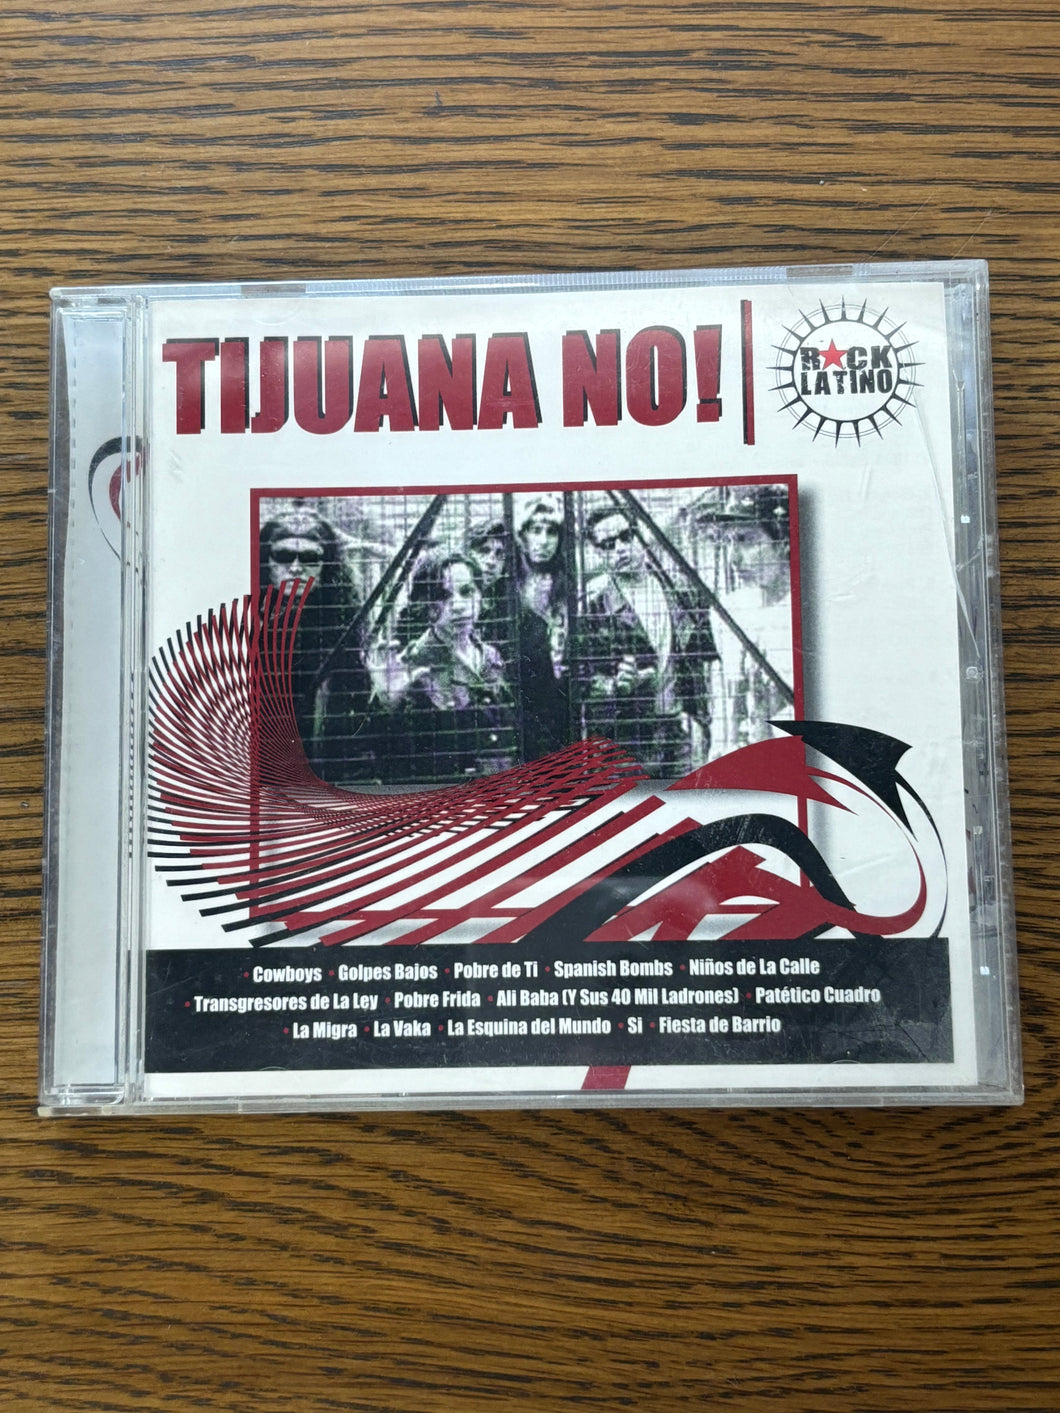 TIJUANA NO!
R★CK
LATINO
• Cowboys • Golpes Bajos • Pobre de Ti • Spanish Bombs • Niños de La Calle
• Transgresores de La Ley • Pobre Frida • Ali Baba (Y Sus 40 Mil Ladrones) • Patético Cuadro
• La Migra • La Vaka • La Esquina del Mundo • Si • Fiesta de Barrio